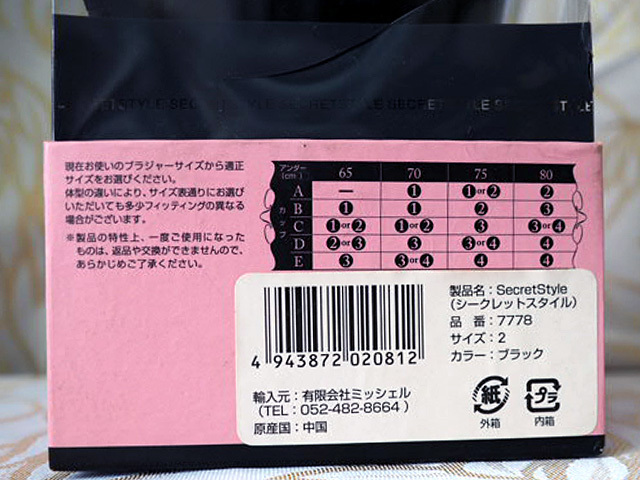 SECRETSTYLE SECRETSTYLE SECRETSTYLE
現在お使いのブラジャーサイズから適正
サイズをお選びください。
体型の違いにより、サイズ表通りにお選び
いただいても多少フィッティングの異なる
場合がございます。
※製品の特性上、一度ご使用になった
ものは、返品や交換ができませんので、
あらかじめご了承ください。
アンダー(cm) 65 70 75 80
カップ
A — ❶ ❶or❷ ❷
B ❶ ❶ ❷ ❸
C ❶or❷ ❶or❷ ❸ ❸or❹
D ❷or❸ ❸ ❸or❹ ❹
E ❸ ❸or❹ ❹ ❹
4 943872 020812
製品名:SecretStyle
(シークレットスタイル)
品 番:7778
サイズ:2
カラー:ブラック
輸入元:有限会社ミッシェル
(TEL:052-482-8664)
原産国:中国
紙
外箱
プラ
内箱